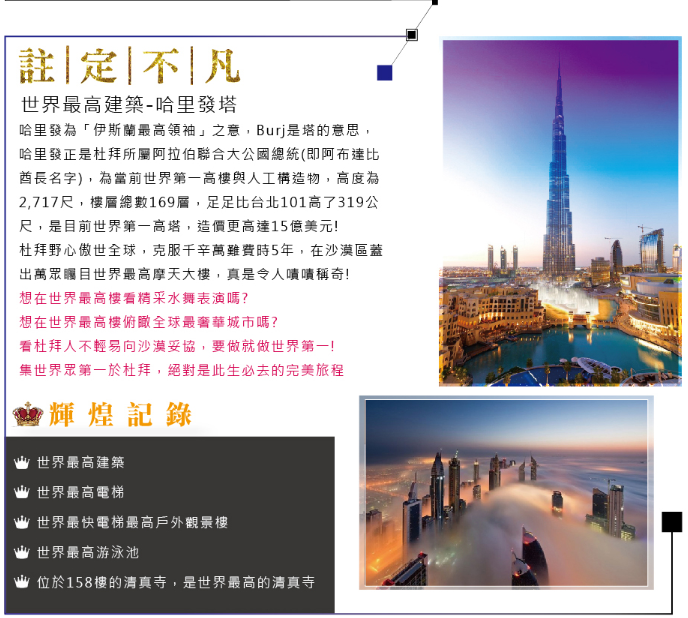 註定不凡
世界最高建築-哈里發塔
哈里發為「伊斯蘭最高領袖」之意，Burj是塔的意思，
哈里發正是杜拜所屬阿拉伯聯合大公國總統(即阿布達比
酋長名字)，為當前世界第一高樓與人工構造物，高度為
2,717尺，樓層總數169層，足足比台北101高了319公
尺，是目前世界第一高塔，造價更高達15億美元!
杜拜野心傲世全球，克服千辛萬難費時5年，在沙漠區蓋
出萬眾矚目世界最高摩天大樓，真是令人嘖嘖稱奇!
想在世界最高樓看精采水舞表演嗎?
想在世界最高樓俯瞰全球最奢華城市嗎?
看杜拜人不輕易向沙漠妥協，要做就做世界第一!
集世界眾第一於杜拜，絕對是此生必去的完美旅程
輝煌記錄
世界最高建築
世界最高電梯
世界最快電梯最高戶外觀景樓
世界最高游泳池
位於158樓的清真寺，是世界最高的清真寺